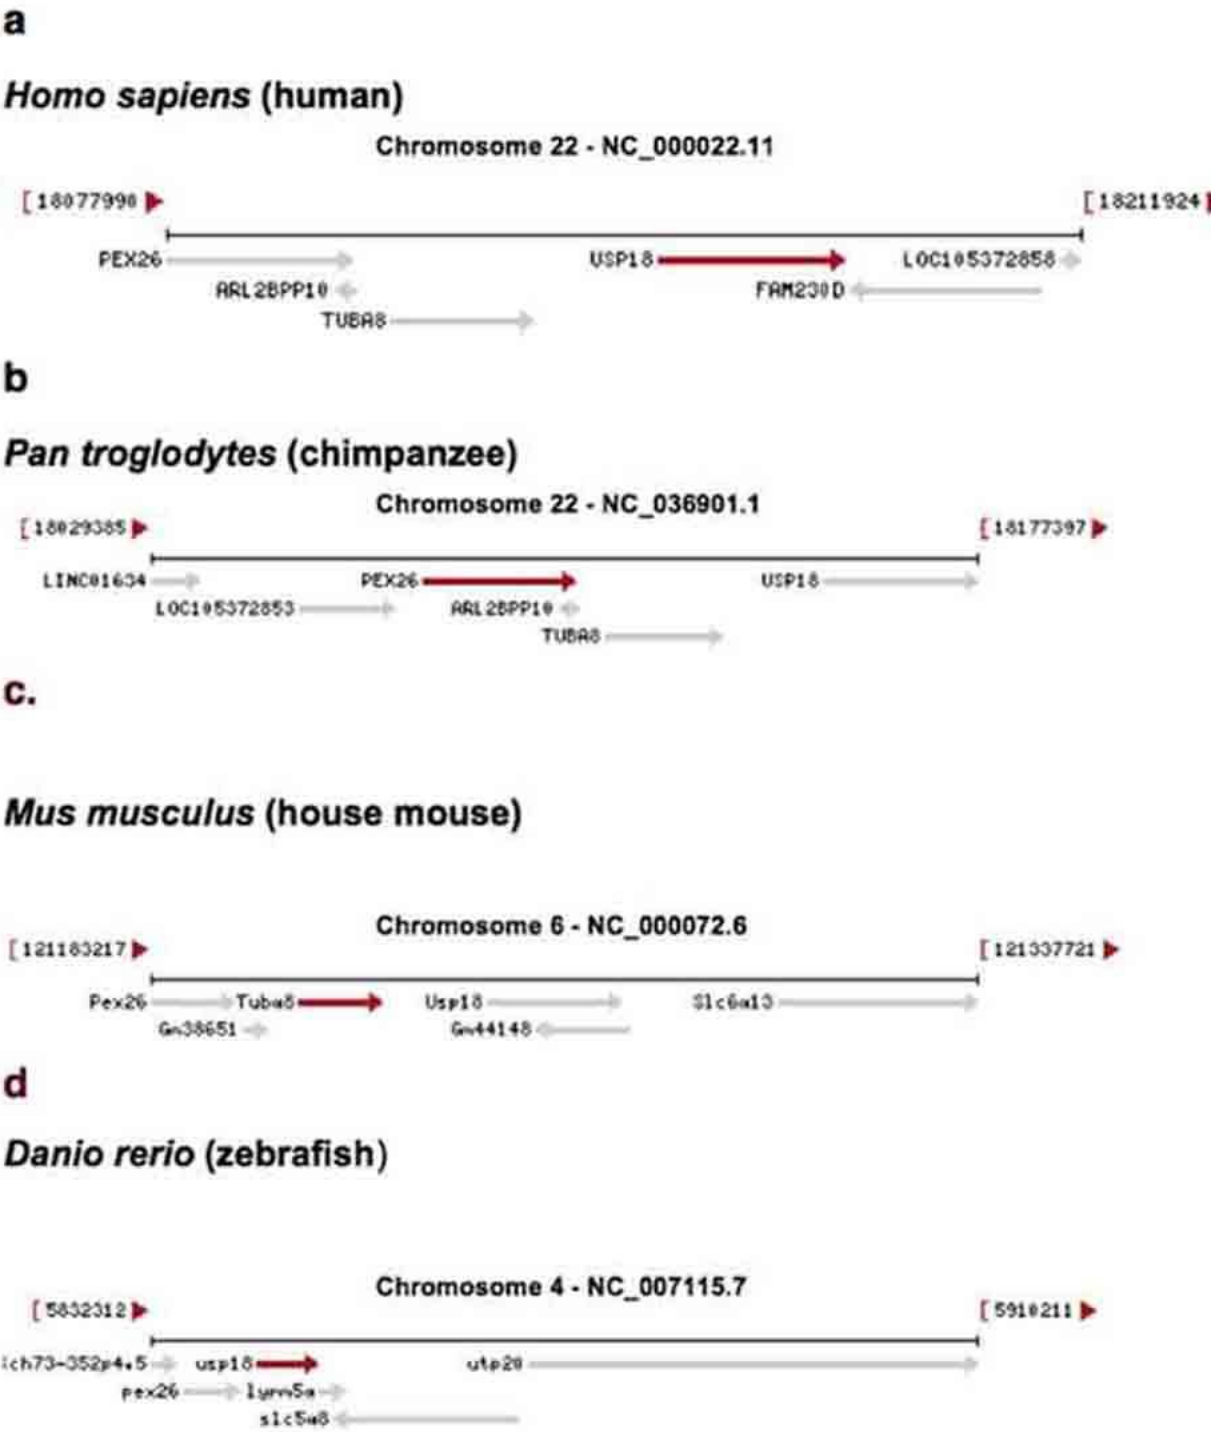 a
Homo sapiens (human)
Chromosome 22 - NC_000022.11
[18077990 [18211924]
PEX26 USP18 LOC105372858
ARL2BPP10 FAM230D
TUBA8
b
Pan troglodytes (chimpanzee)
Chromosome 22 - NC_036901.1
[18029385 [18177397
LINC01634 PEX26 USP18
LOC105372853 ARL2BPP10
TUBA8
c.
Mus musculus (house mouse)
Chromosome 6 - NC_000072.6
[121183217 [121337721
Pex26 Tuba8 Usp18 Slc6a13
Gm38651 Gm44148
d
Danio rerio (zebrafish)
Chromosome 4 - NC_007115.7
[5832312 [5910211
ch73-352p4.5 usp18 utp20
pex26
slc5a8